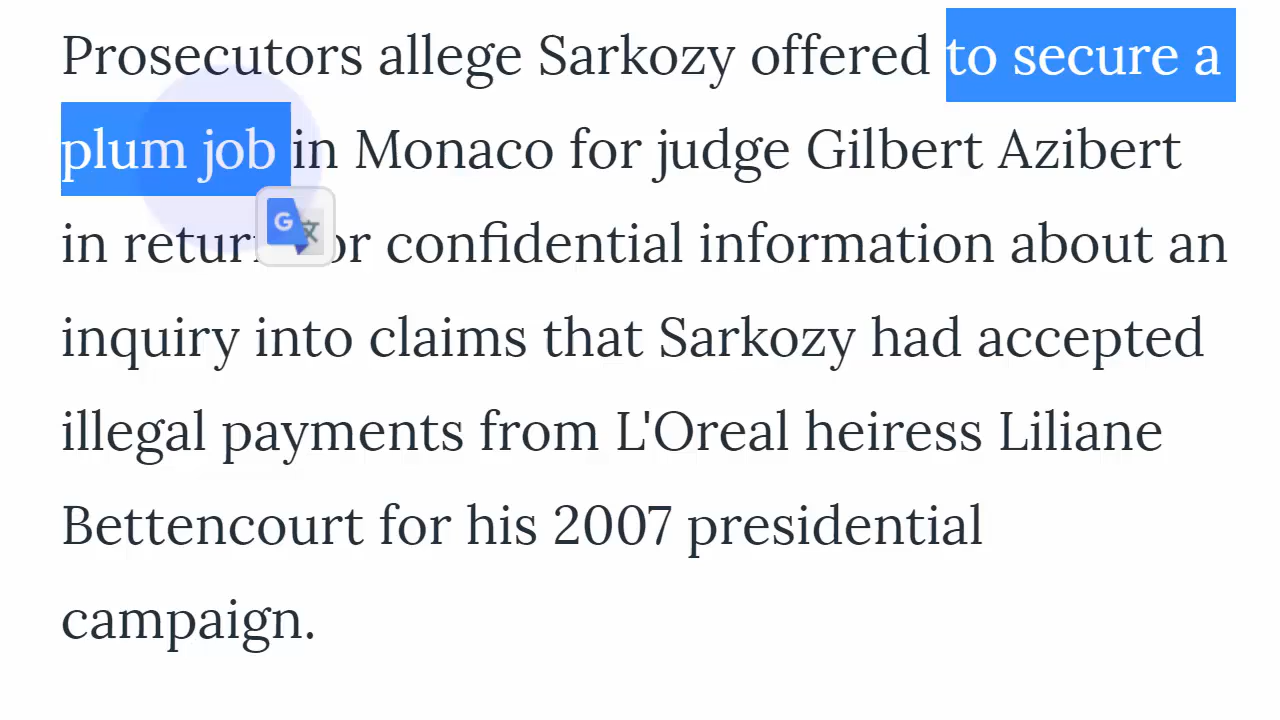 Prosecutors allege Sarkozy offered to secure a
plum job in Monaco for judge Gilbert Azibert
in confidential information about an
inquiry into claims that Sarkozy had accepted
illegal payments from L'Oreal heiress Liliane
Bettencourt for his 2007 presidential
campaign.